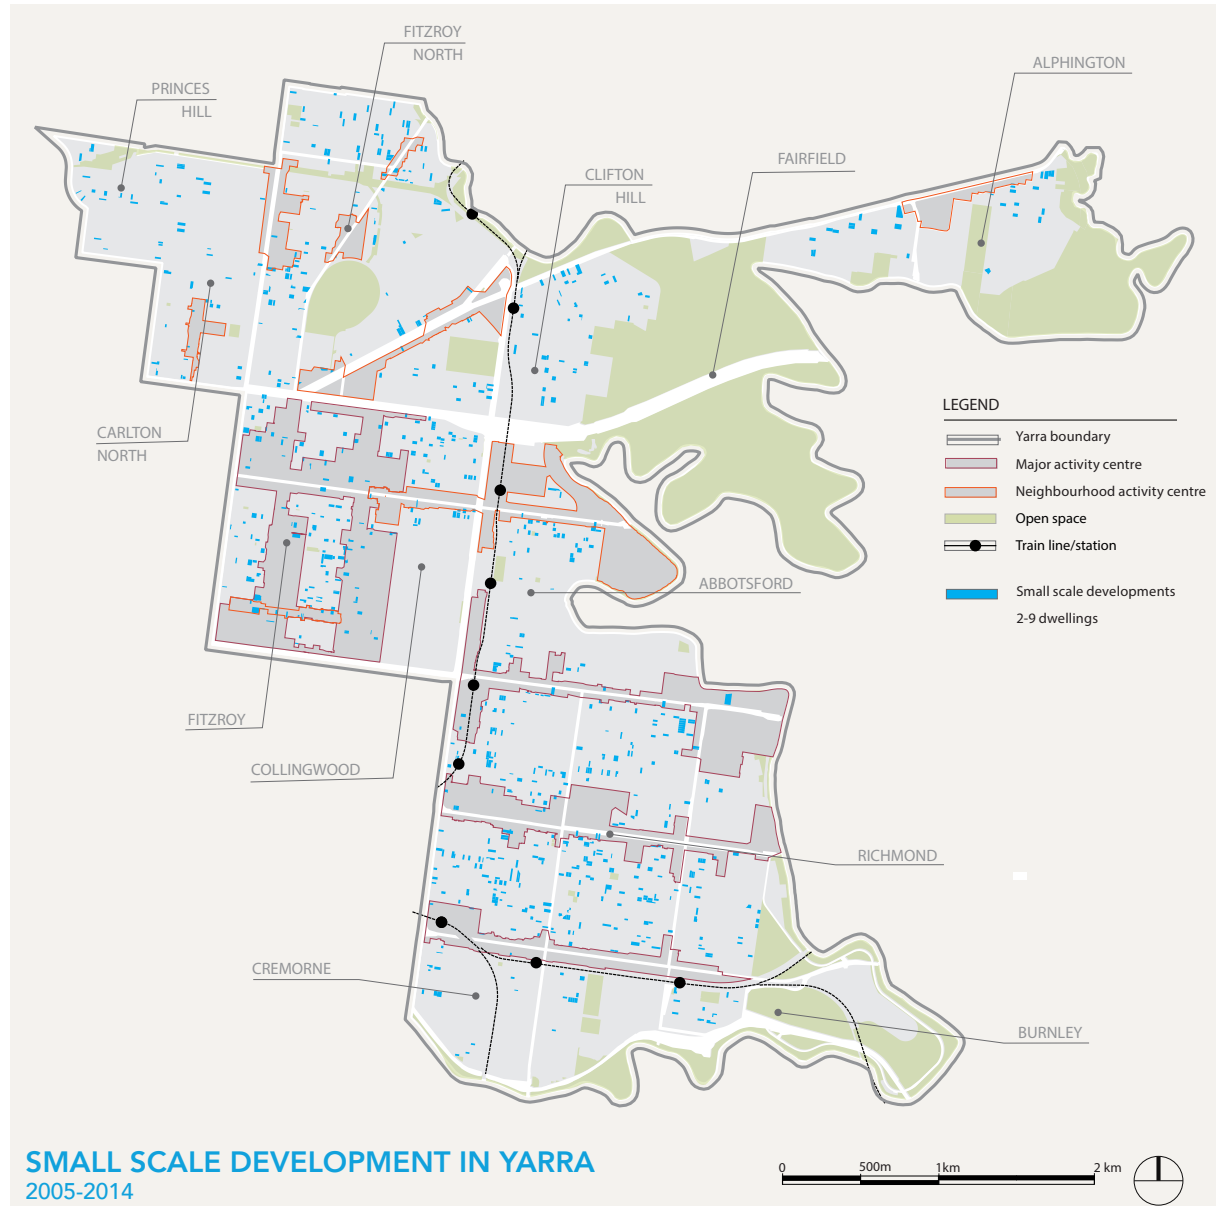 FITZROY
NORTH
PRINCES
HILL
ALPHINGTON
CLIFTON
HILL
FAIRFIELD
CARLTON
NORTH
LEGEND
Yarra boundary
Major activity centre
Neighbourhood activity centre
Open space
Train line/station
Small scale developments
2-9 dwellings
ABBOTSFORD
FITZROY
COLLINGWOOD
RICHMOND
CREMORNE
BURNLEY
SMALL SCALE DEVELOPMENT IN YARRA
2005-2014
0 500m 1km 2 km